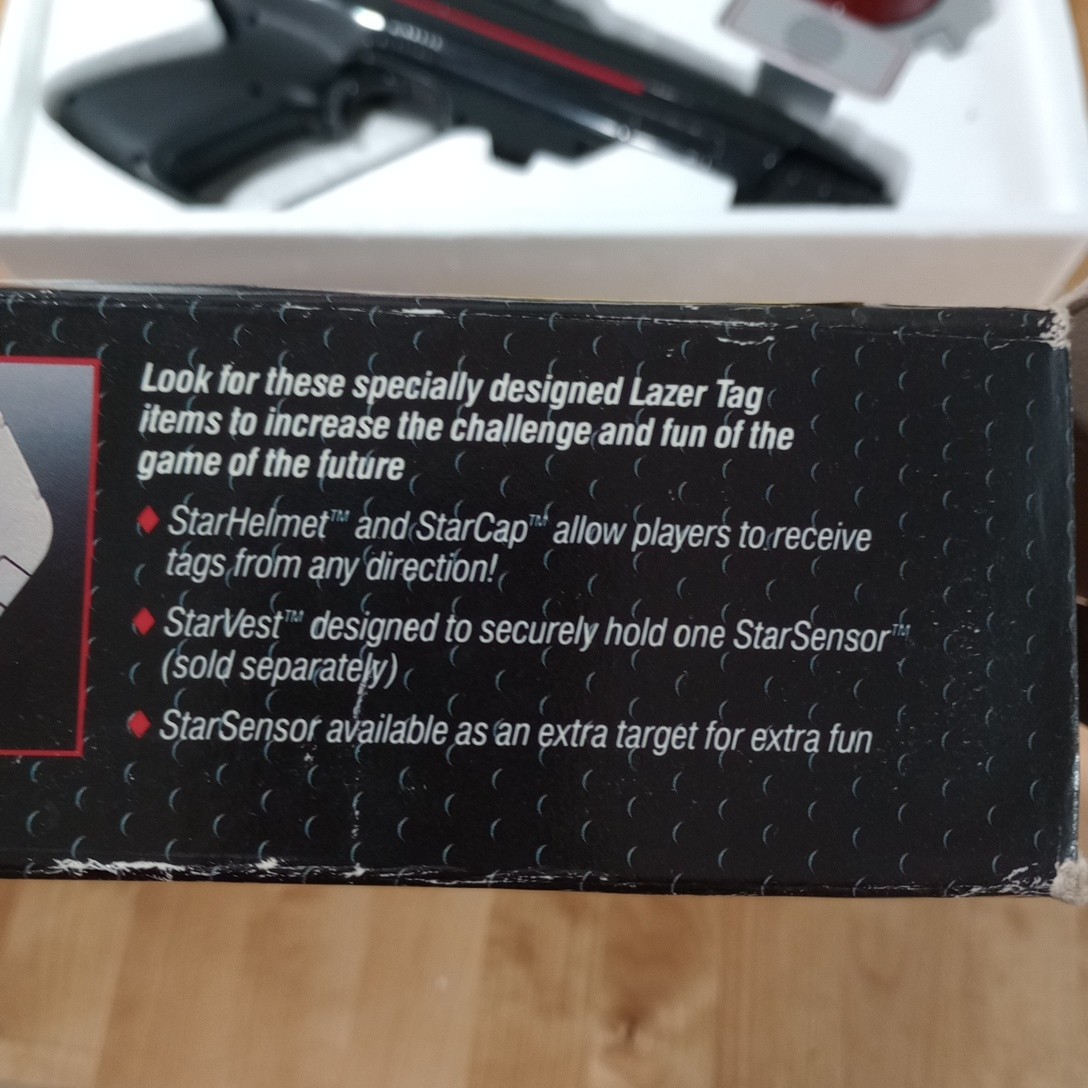 Look for these specially designed Lazer Tag
items to increase the challenge and fun of the
game of the future
StarHelmet™ and StarCap™ allow players to receive
tags from any direction!
StarVest™ designed to securely hold one StarSensor™
(sold separately)
StarSensor available as an extra target for extra fun